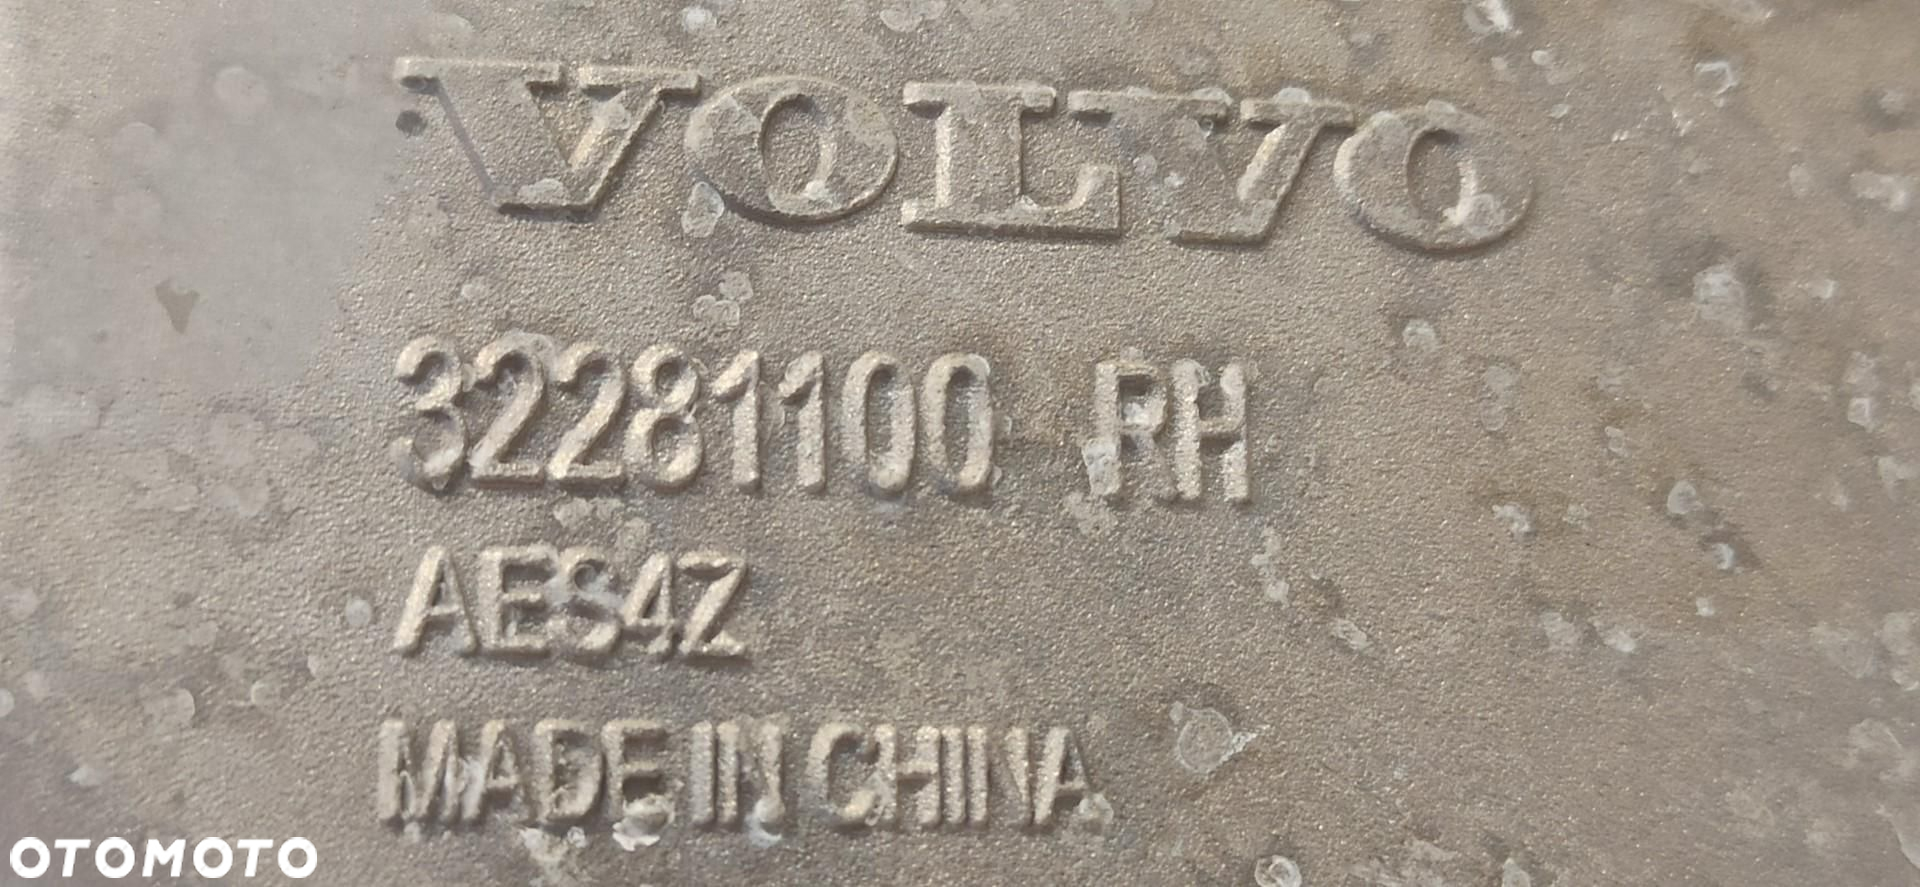 VOLVO
32281100 RH
AES4Z
MADE IN CHINA
OTOMOTO